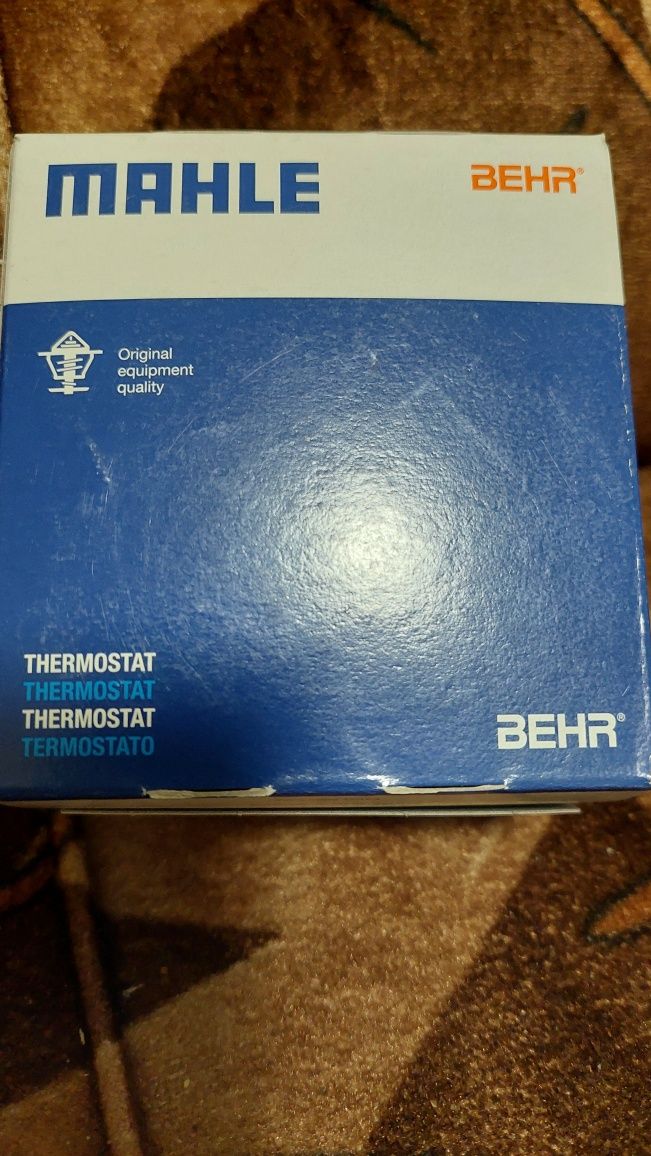 MAHLE
BEHR®
Original
equipment
quality
THERMOSTAT
THERMOSTAT
THERMOSTAT
TERMOSTATO
BEHR®